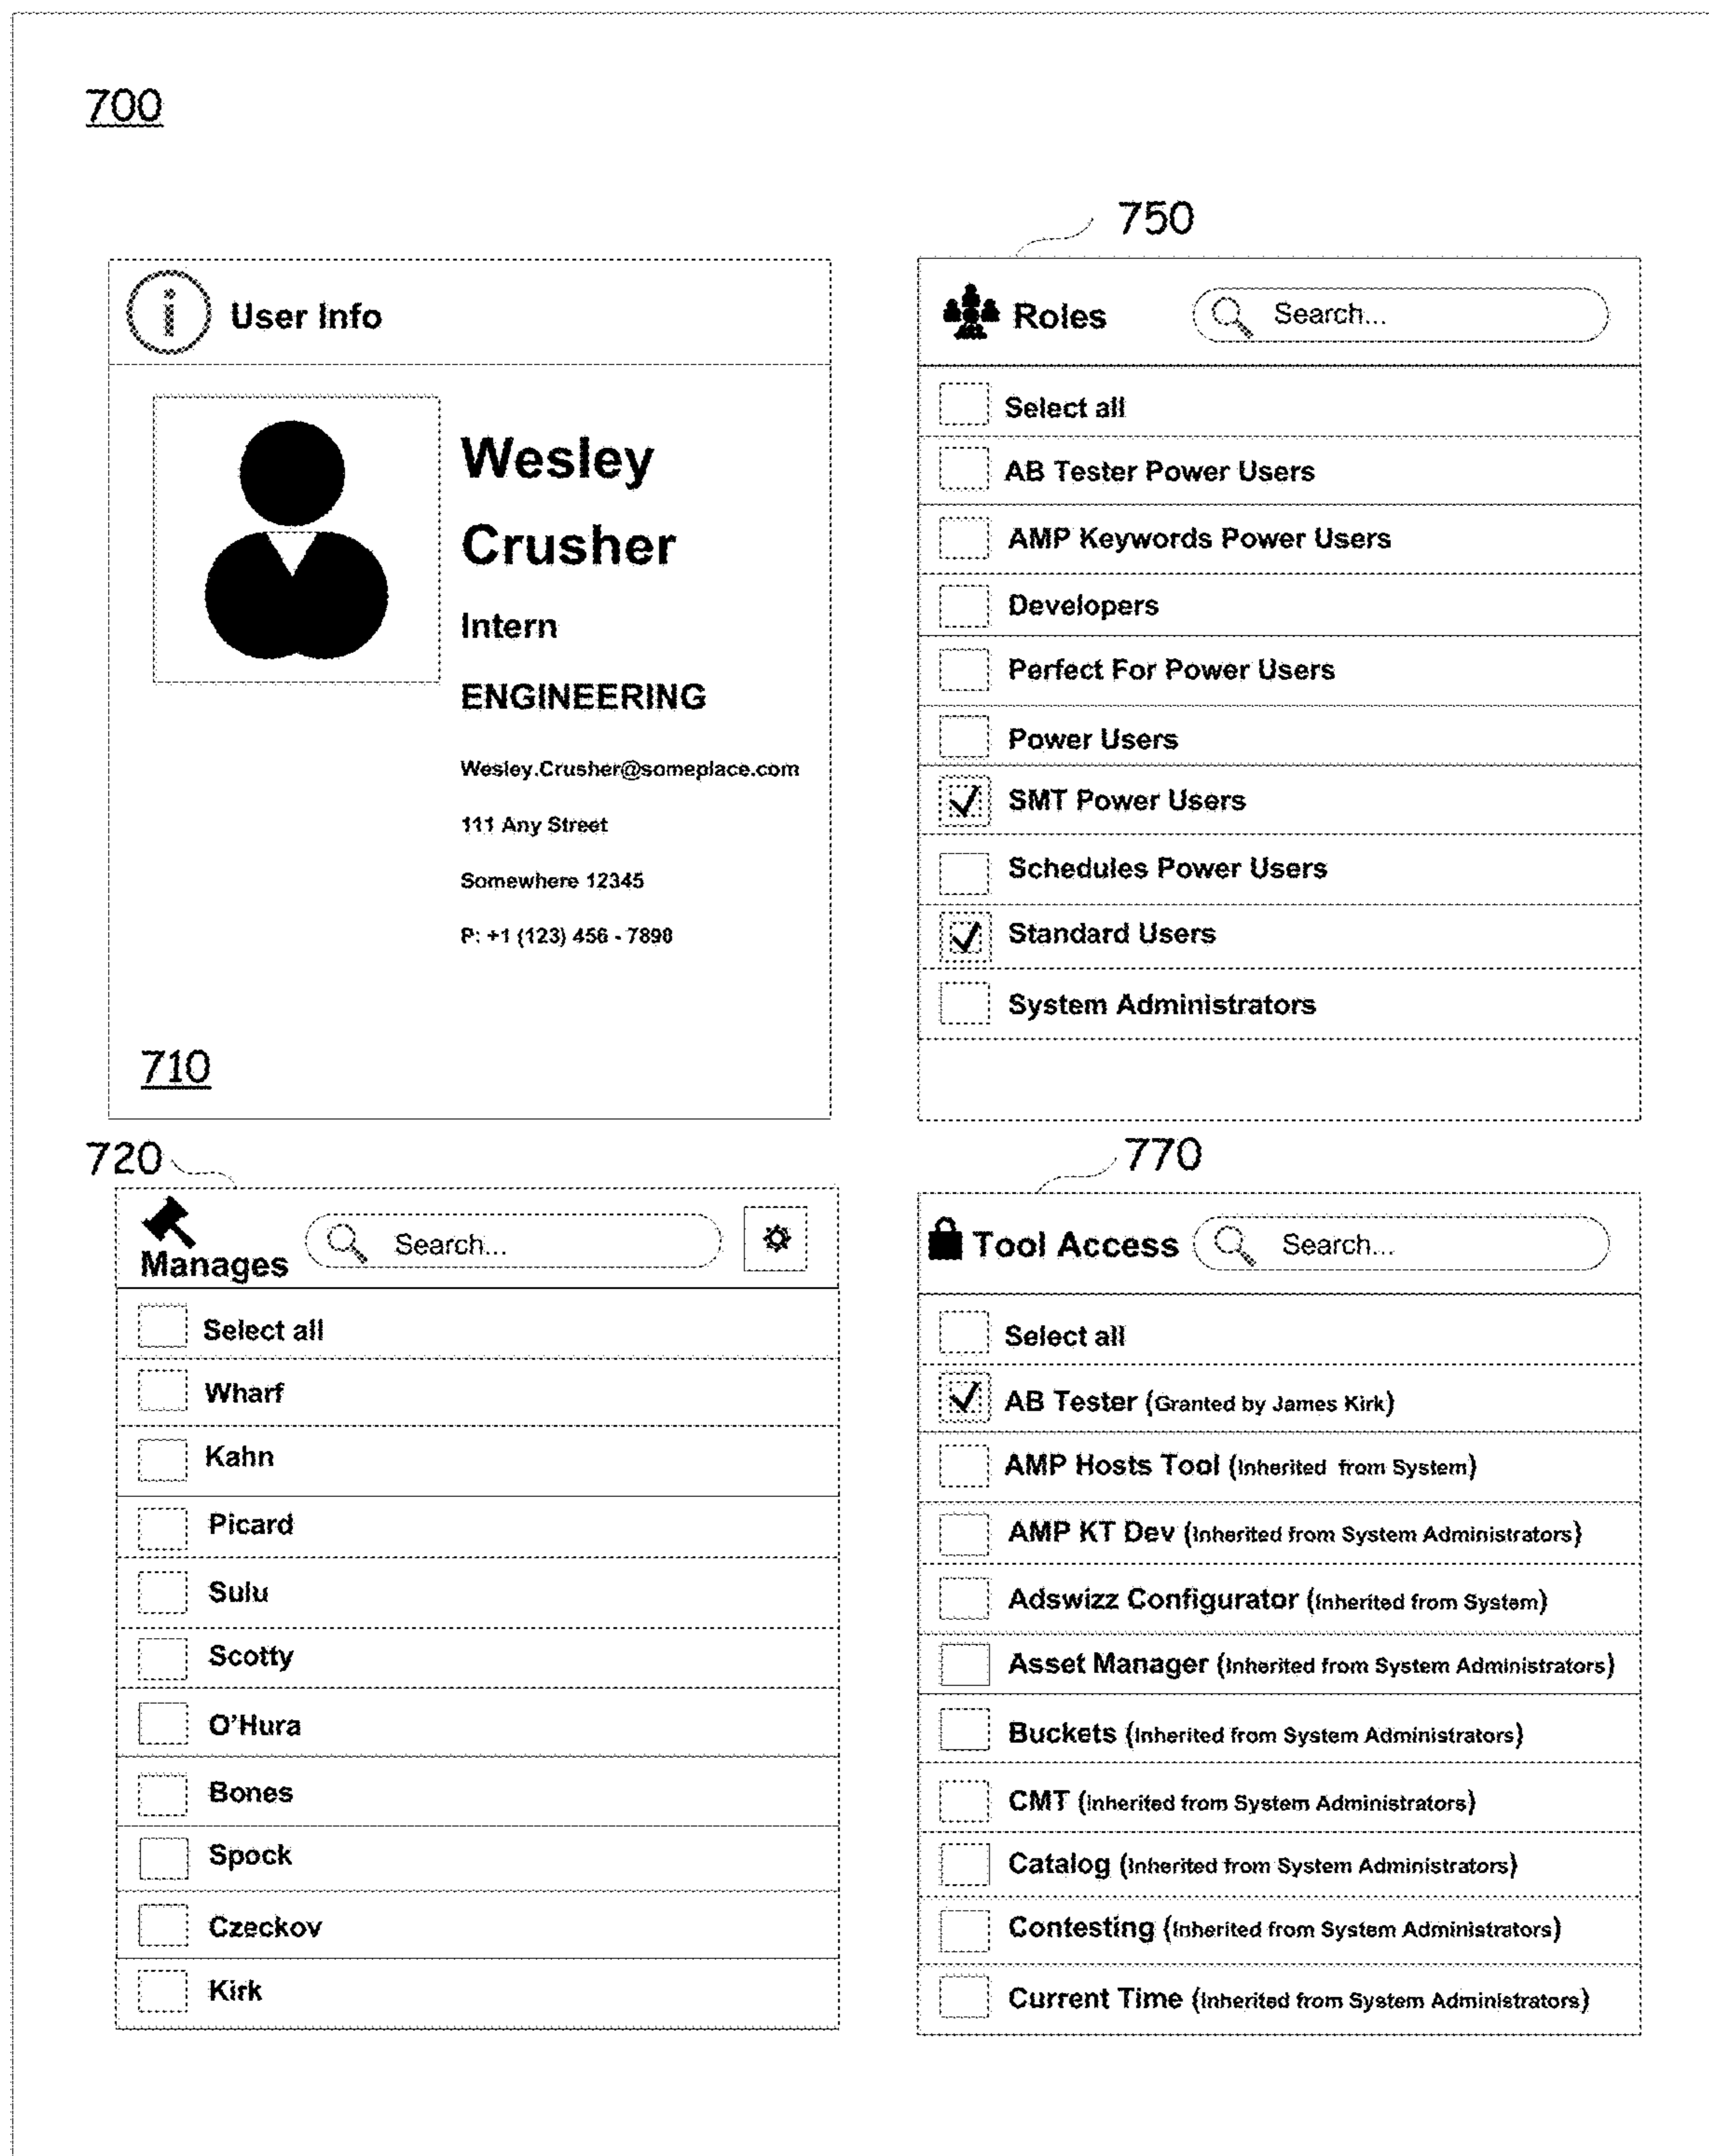 700
User Info
Wesley
Crusher
Intern
ENGINEERING
Wesley.Crusher@someplace.com
111 Any Street
Somewhere 12345
P: +1 (123) 456 - 7898
710
750
Roles
Search...
Select all
AB Tester Power Users
AMP Keywords Power Users
Developers
Perfect For Power Users
Power Users
SMT Power Users
Schedules Power Users
Standard Users
System Administrators
720
Manages
Search...
Select all
Wharf
Kahn
Picard
Sulu
Scotty
O'Hura
Bones
Spock
Czeckov
Kirk
770
Tool Access
Search...
Select all
AB Tester (Granted by James Kirk)
AMP Hosts Tool (Inherited from System)
AMP KT Dev (Inherited from System Administrators)
Adswizz Configurator (Inherited from System)
Asset Manager (Inherited from System Administrators)
Buckets (Inherited from System Administrators)
CMT (Inherited from System Administrators)
Catalog (Inherited from System Administrators)
Contesting (Inherited from System Administrators)
Current Time (Inherited from System Administrators)